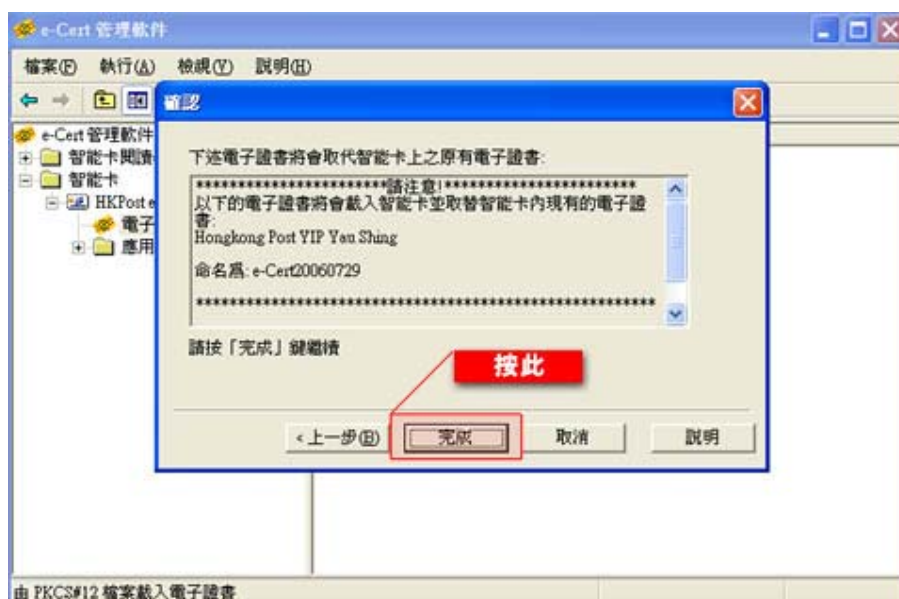 e-Cert 管理軟件
檔案(F) 執行(A) 檢視(Y) 説明(H)
確認
e-Cert 管理軟件
智能卡閱讀
智能卡
HKPost e
電子
應用
下述電子證書將會取代智能卡上之原有電子證書:
***********************請注意!***********************
以下的電子證書將會載入智能卡並取替智能卡內現有的電子證
書:
Hongkong Post YIP Yau Shing
命名爲: e-Cert20060729
********************************************************
請按「完成」鍵繼續
按此
<上一步(B) 完成 取消 説明
由 PKCS#12 檔案載入電子證書